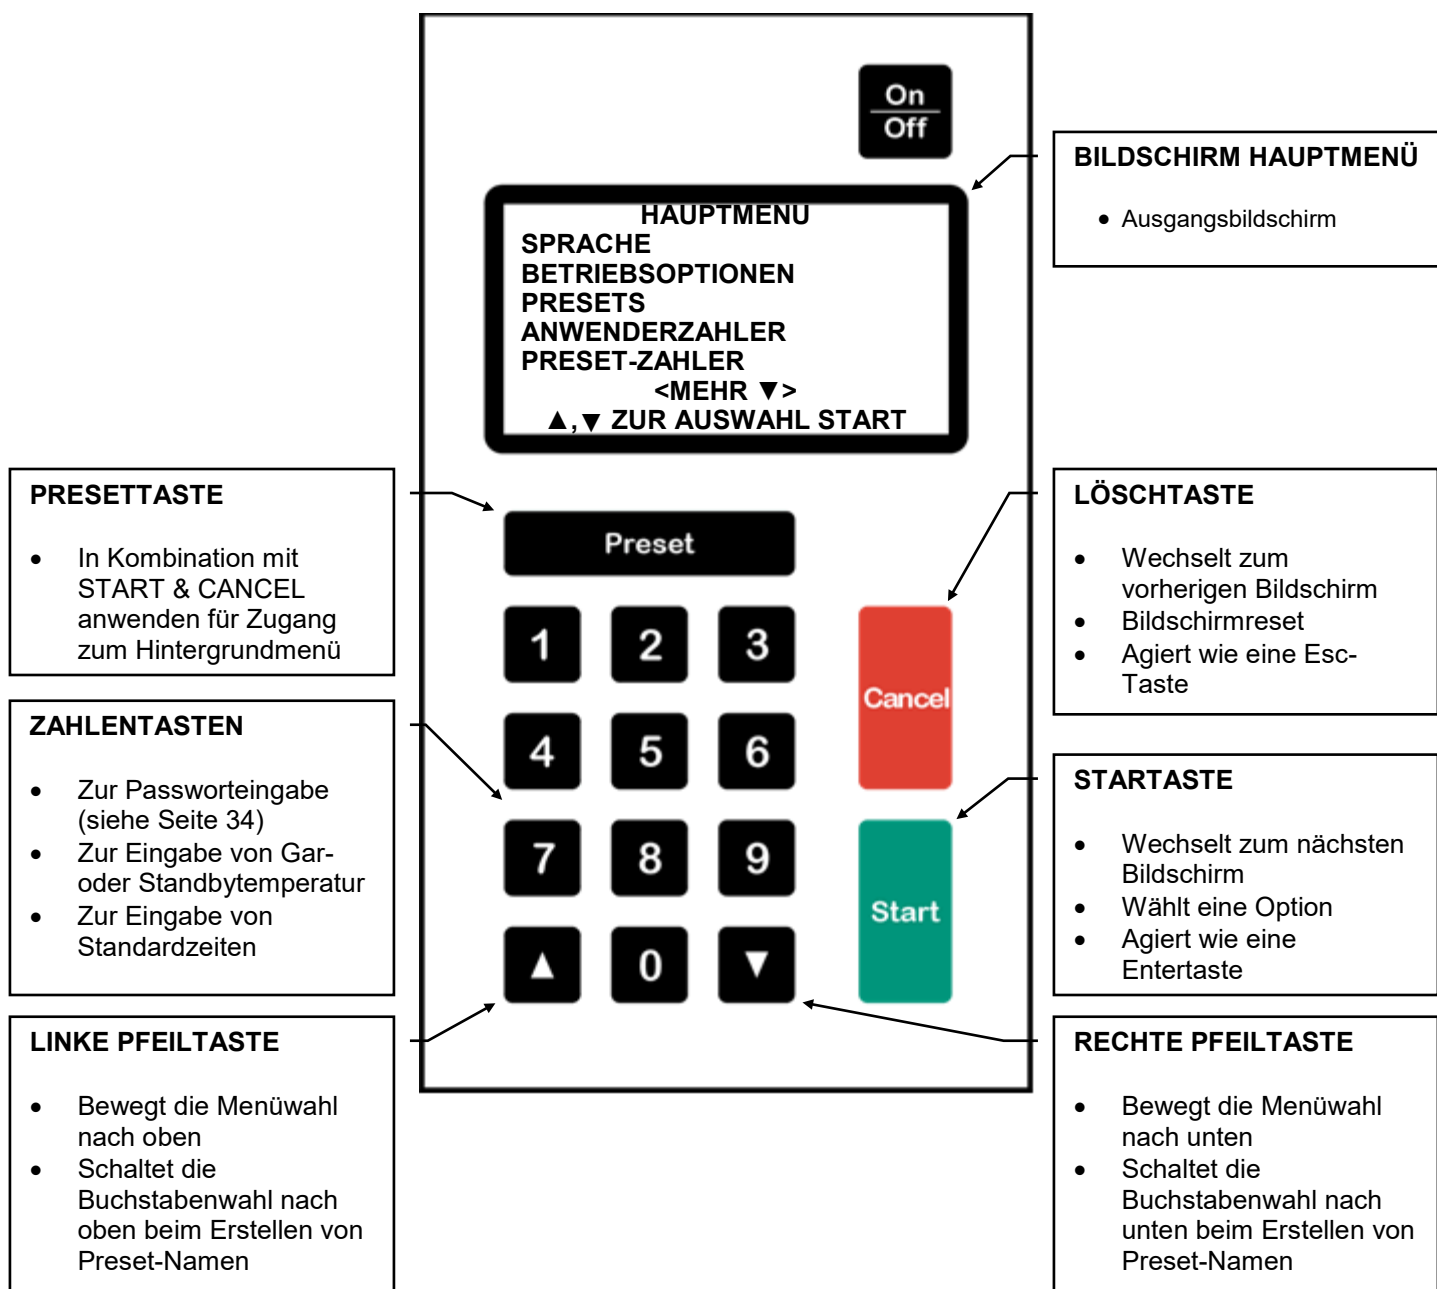 On
Off
BILDSCHIRM HAUPTMENÜ
• Ausgangsbildschirm
HAUPTMENU
SPRACHE
BETRIEBSOPTIONEN
PRESETS
ANWENDERZAHLER
PRESET-ZAHLER
<MEHR ▼>
▲,▼ ZUR AUSWAHL START
PRESETTASTE
• In Kombination mit
START & CANCEL
anwenden für Zugang
zum Hintergrundmenü
ZAHLENTASTEN
• Zur Passworteingabe
(siehe Seite 34)
• Zur Eingabe von Gar-
oder Standbytemperatur
• Zur Eingabe von
Standardzeiten
LINKE PFEILTASTE
• Bewegt die Menüwahl
nach oben
• Schaltet die
Buchstabenwahl nach
oben beim Erstellen von
Preset-Namen
Preset
1 2 3
4 5 6
7 8 9
▲ 0 ▼
Cancel
Start
LÖSCHTASTE
• Wechselt zum
vorherigen Bildschirm
• Bildschirmreset
• Agiert wie eine Esc-
Taste
STARTASTE
• Wechselt zum nächsten
Bildschirm
• Wählt eine Option
• Agiert wie eine
Entertaste
RECHTE PFEILTASTE
• Bewegt die Menüwahl
nach unten
• Schaltet die
Buchstabenwahl nach
unten beim Erstellen von
Preset-Namen